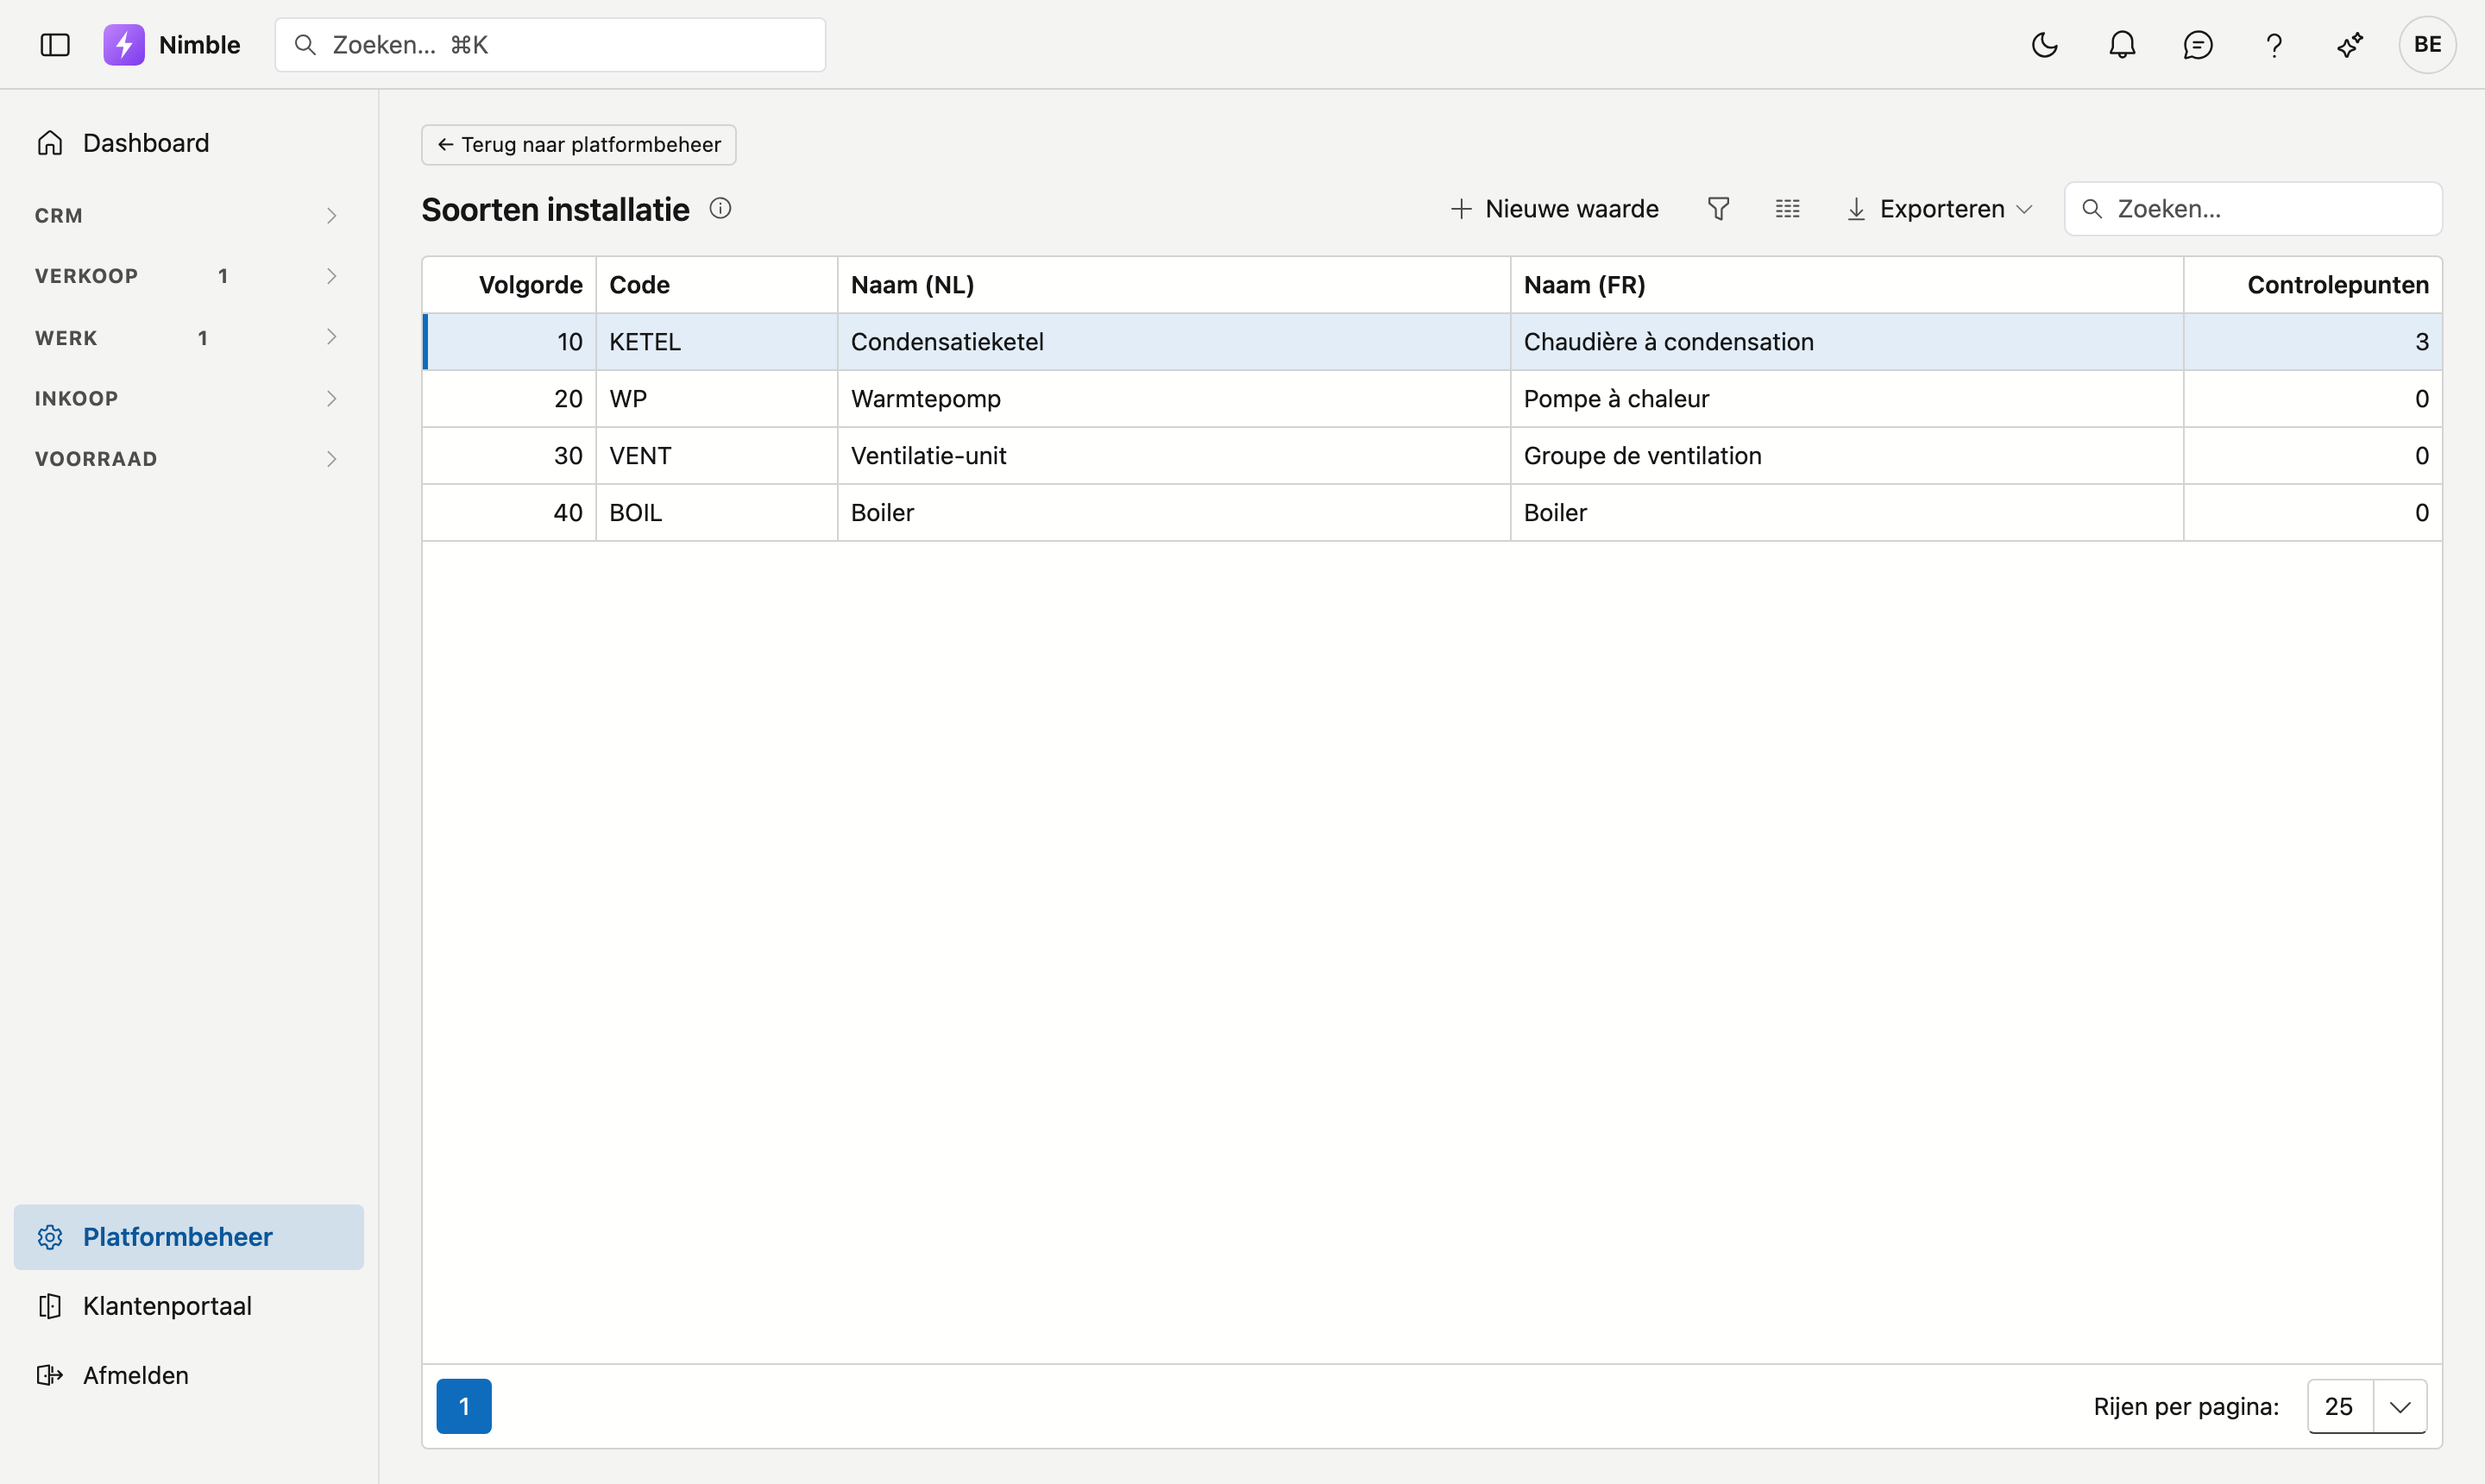 Nimble
Zoeken... ⌘K
BE
Dashboard
CRM
VERKOOP 1
WERK 1
INKOOP
VOORRAAD
Platformbeheer
Klantenportaal
Afmelden
← Terug naar platformbeheer
Soorten installatie
Nieuwe waarde
Exporteren
Zoeken...
Volgorde Code Naam (NL) Naam (FR) Controlepunten
10 KETEL Condensatieketel Chaudière à condensation 3
20 WP Warmtepomp Pompe à chaleur 0
30 VENT Ventilatie-unit Groupe de ventilation 0
40 BOIL Boiler Boiler 0
1
Rijen per pagina: 25